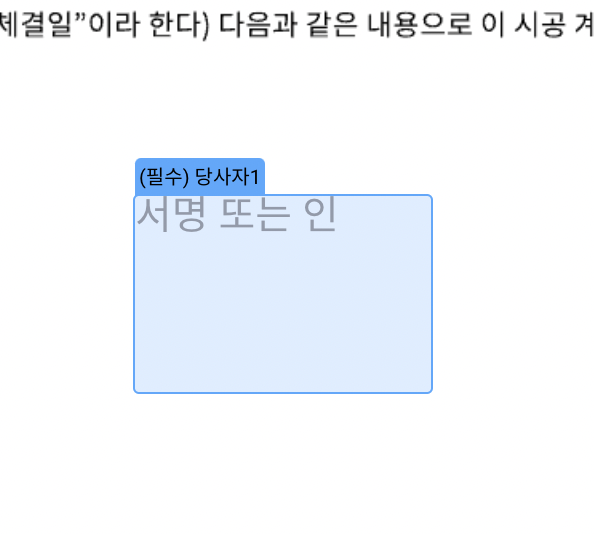 체결일”이라 한다) 다음과 같은 내용으로 이 시공 계
(필수) 당사자1
서명 또는 인